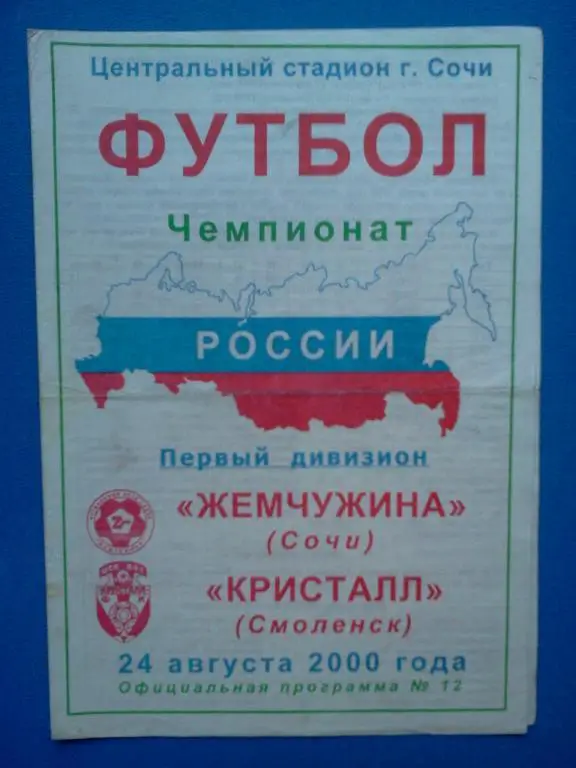 Центральный стадион г. Сочи
ФУТБОЛ
Чемпионат
РОССИИ
Первый дивизион
«ЖЕМЧУЖИНА»
(Сочи)
КРИСТАЛЛ
«КРИСТАЛЛ»
(Смоленск)
24 августа 2000 года
Официальная программа № 12